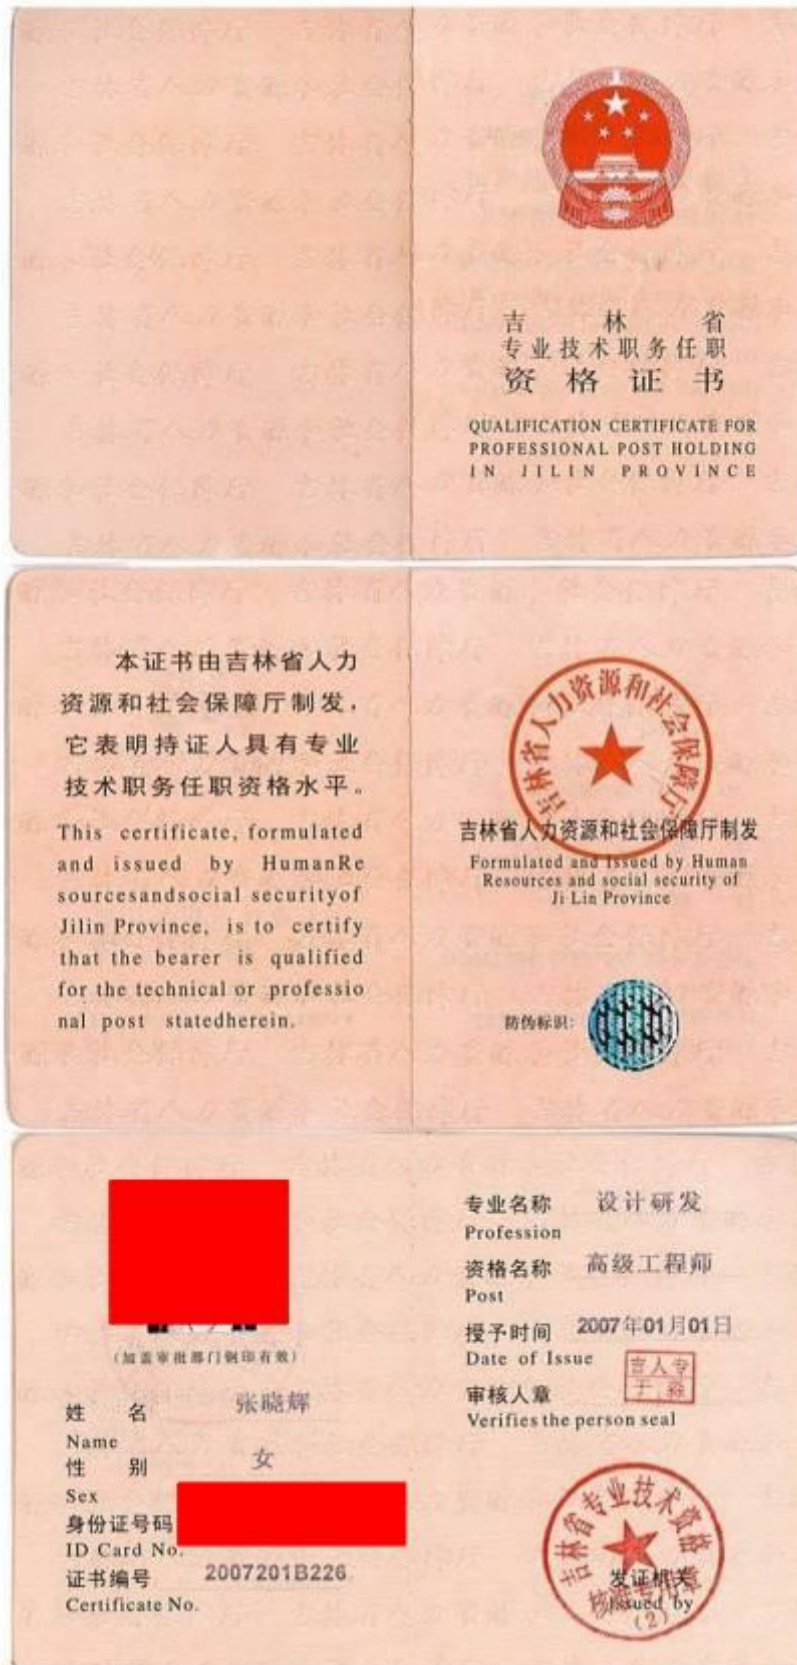 吉林省
专业技术职务任职
资格证书
QUALIFICATION CERTIFICATE FOR
PROFESSIONAL POST HOLDING
IN JILIN PROVINCE
本证书由吉林省人力
资源和社会保障厅制发，
它表明持证人具有专业
技术职务任职资格水平。
This certificate, formulated
and issued by HumanRe
sourcesandsocial securityof
Jilin Province, is to certify
that the bearer is qualified
for the technical or professio
nal post statedherein.
吉林省人力资源和社会保障厅
吉林省人力资源和社会保障厅制发
Formulated and Issued by Human
Resources and social security of
Ji Lin Province
防伪标识：
（加盖审批部门钢印有效）
姓名 张晓辉
Name
性别 女
Sex
身份证号码
ID Card No.
证书编号 2007201B226
Certificate No.
专业名称 设计研发
Profession
资格名称 高级工程师
Post
授予时间 2007年01月01日
Date of Issue
审核人章
Verifies the person seal
吉林省专业技术资格
发证机关
Issued by
(2)